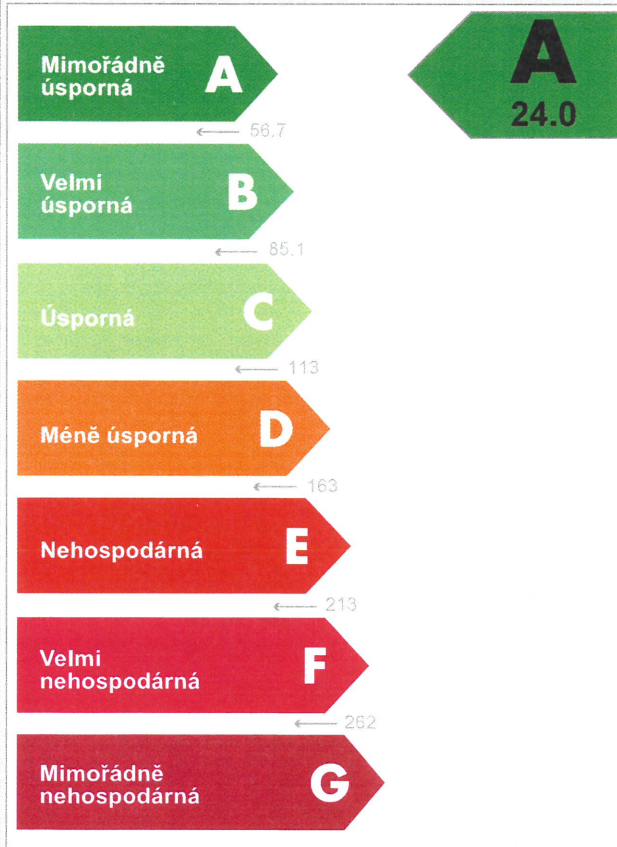 Mimořádně
úsporná
A
A
24.0
← 56.7
Velmi
úsporná
B
← 85.1
Úsporná
C
← 113
Méně úsporná
D
← 163
Nehospodárná
E
← 213
Velmi
nehospodárná
F
← 262
Mimořádně
nehospodárná
G